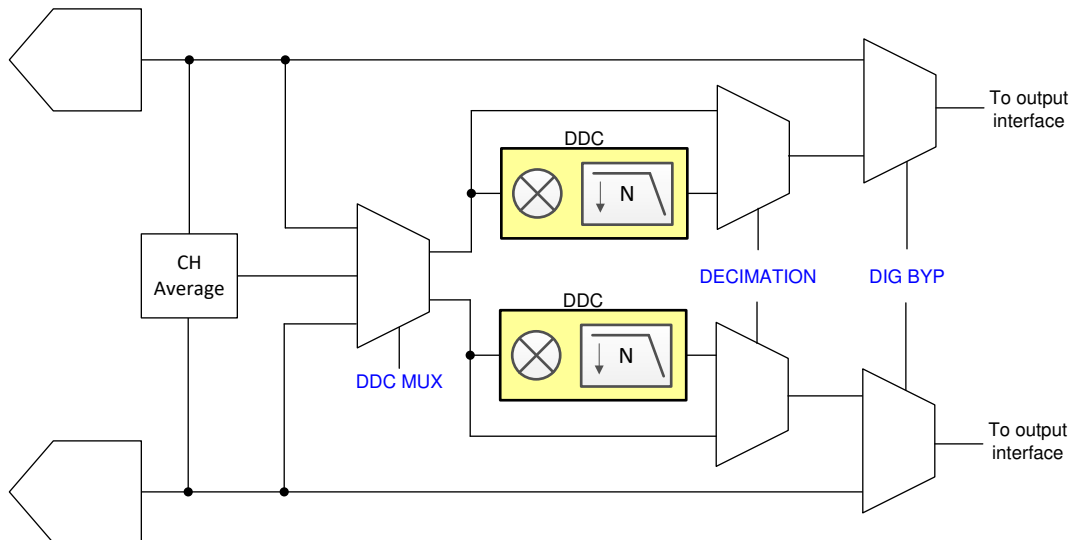 To output
interface
DDC
N
CH
Average
DECIMATION
DIG BYP
DDC
N
DDC MUX
To output
interface